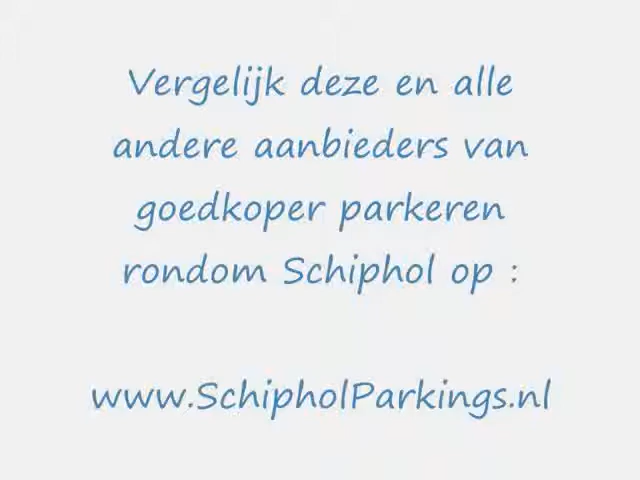 Vergelijk deze en alle
andere aanbieders van
goedkoper parkeren
rondom Schiphol op :
www.SchipholParkings.nl